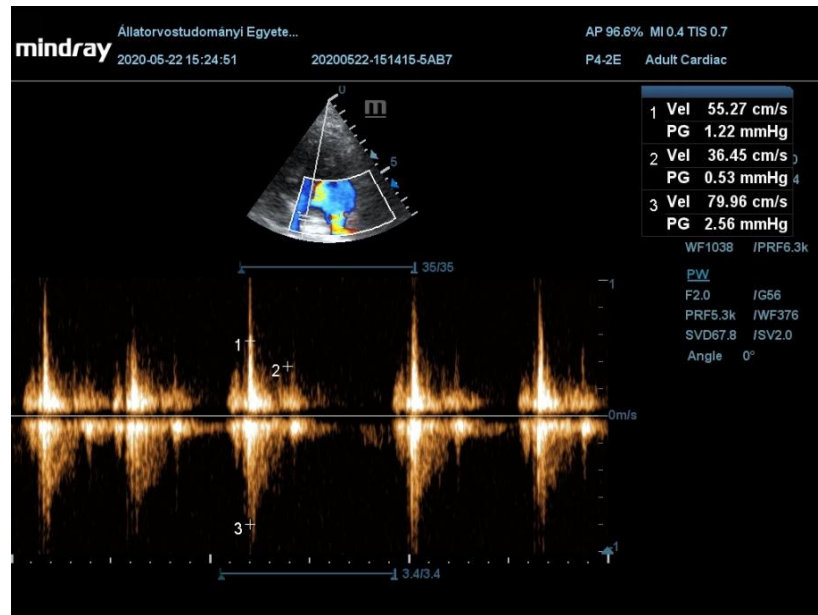 mindray
Állatorvostudományi Egyete...
2020-05-22 15:24:51 20200522-151415-5AB7
AP 96.6% MI 0.4 TIS 0.7
P4-2E Adult Cardiac
0
m
5
1 Vel 55.27 cm/s
PG 1.22 mmHg
2 Vel 36.45 cm/s
PG 0.53 mmHg
3 Vel 79.96 cm/s
PG 2.56 mmHg
4
WF1038 /PRF6.3k
PW
F2.0 /G56
PRF5.3k /WF376
SVD67.8 /SV2.0
Angle 0°
35/35
1
1
2
0m/s
3
1
3.4/3.4